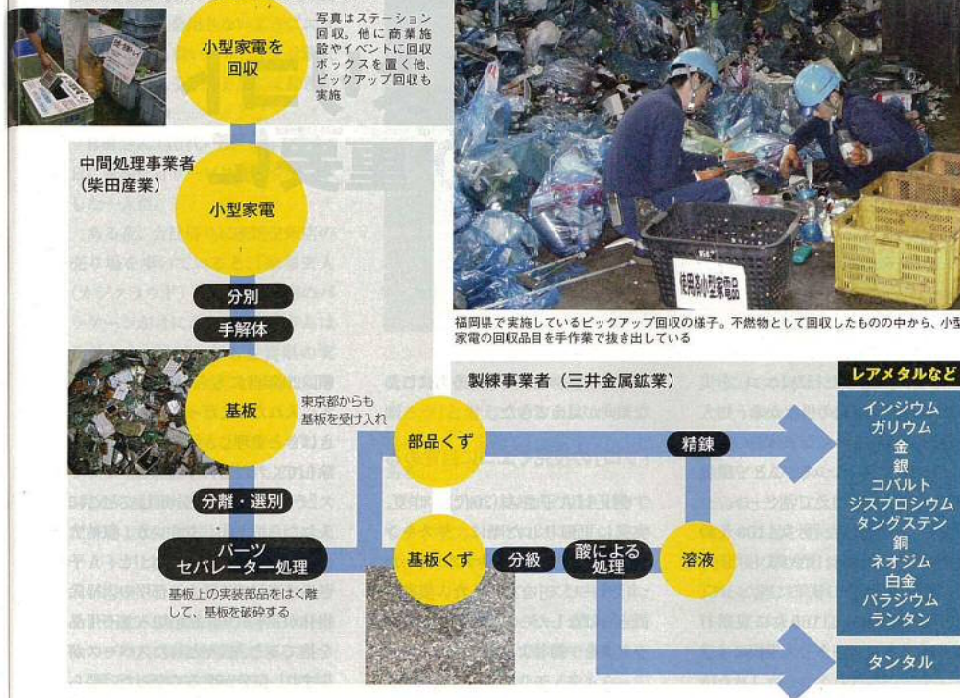 小型家電を
回収
写真はステーション
回収。他に商業施
設やイベントに回収
ボックスを置く他、
ピックアップ回収も
実施
中間処理事業者
(柴田産業)
小型家電
分別
手解体
基板
東京都からも
基板を受け入れ
分離・選別
パーツ
セパレーター処理
基板上の実装部品をはく離
して、基板を破砕する
使用済小型家電品
福岡県で実施しているピックアップ回収の様子。不燃物として回収したものの中から、小型
家電の回収品目を手作業で抜き出している
製練事業者(三井金属鉱業)
部品くず
精錬
基板くず
分級
酸による
処理
溶液
レアメタルなど
インジウム
ガリウム
金
銀
コバルト
ジスプロシウム
タングステン
銅
ネオジム
白金
パラジウム
ランタン
タンタル